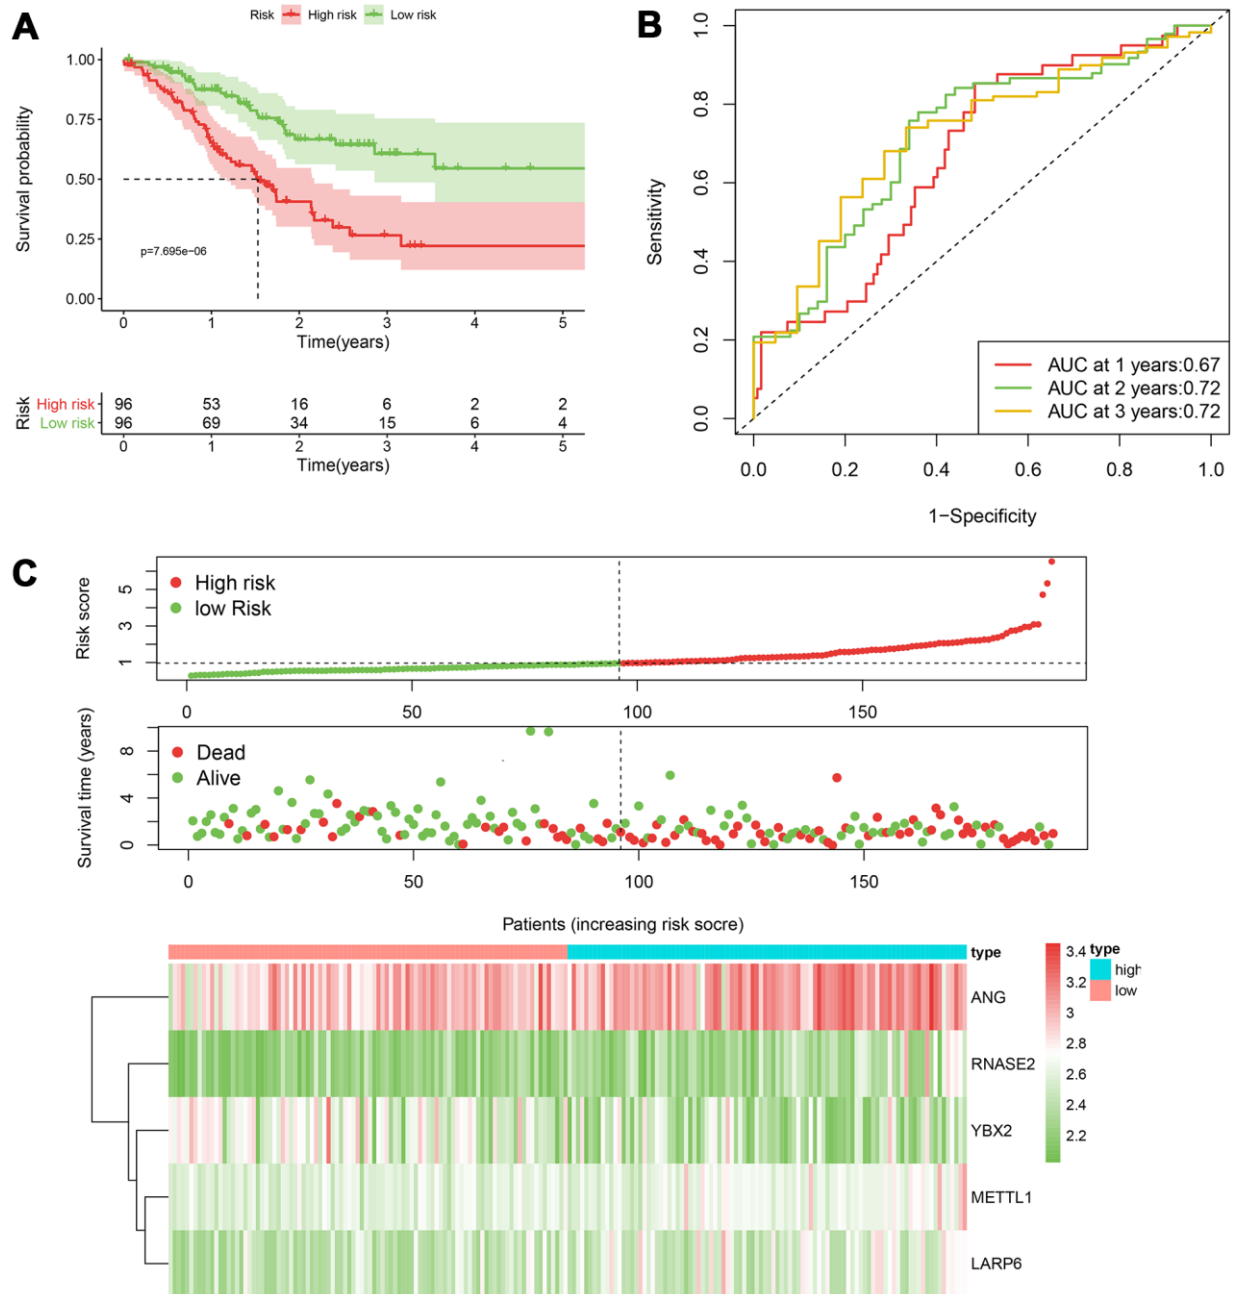 A
Risk High risk Low risk
Survival probability
1.00
0.75
0.50
0.25
0.00
p=7.695e−06
0 1 2 3 4 5
Time(years)
Risk
High risk 96 53 16 6 2 2
Low risk 96 69 34 15 6 4
0 1 2 3 4 5
Time(years)
B
Sensitivity
1.0
0.8
0.6
0.4
0.2
0.0
AUC at 1 years:0.67
AUC at 2 years:0.72
AUC at 3 years:0.72
0.0 0.2 0.4 0.6 0.8 1.0
1−Specificity
C
Risk score
5
3
1
High risk
low Risk
0 50 100 150
Survival time (years)
8
4
0
Dead
Alive
0 50 100 150
Patients (increasing risk socre)
type
ANG
RNASE2
YBX2
METTL1
LARP6
3.4
3.2
3
2.8
2.6
2.4
2.2
type
high
low